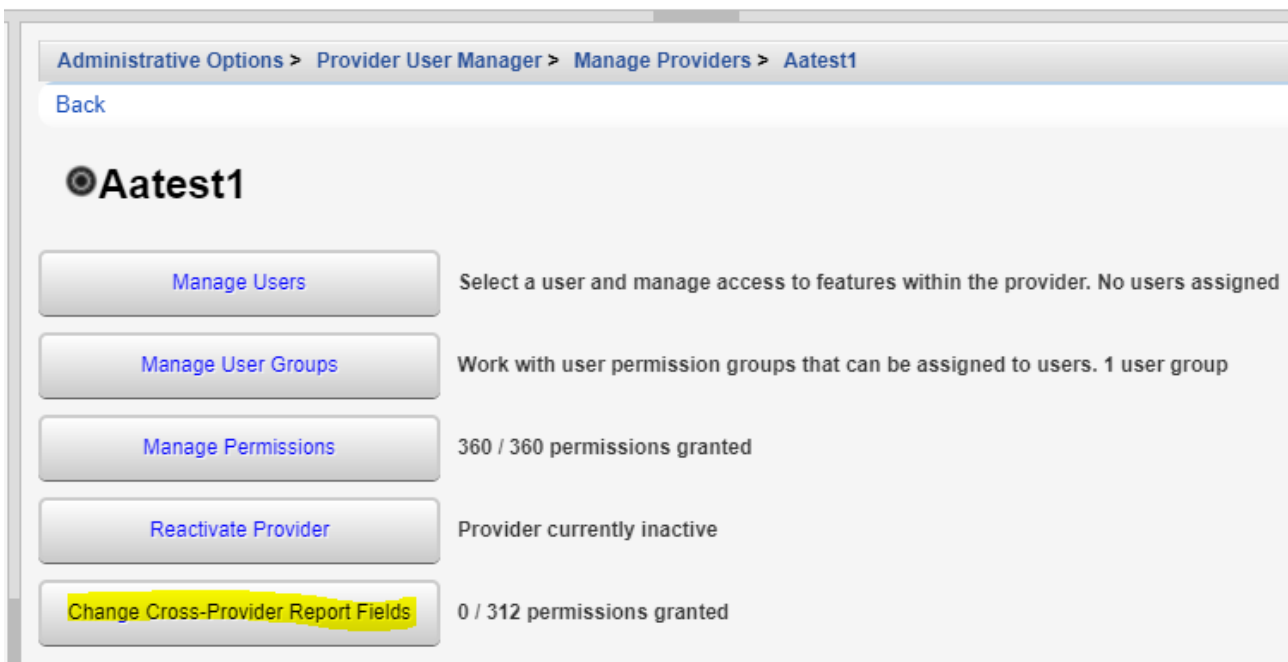 Administrative Options > Provider User Manager > Manage Providers > Aatest1
Back
Aatest1
Manage Users Select a user and manage access to features within the provider. No users assigned
Manage User Groups Work with user permission groups that can be assigned to users. 1 user group
Manage Permissions 360 / 360 permissions granted
Reactivate Provider Provider currently inactive
Change Cross-Provider Report Fields 0 / 312 permissions granted